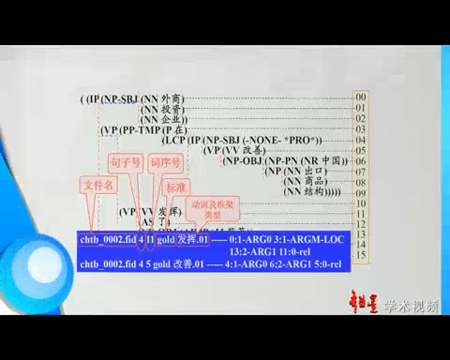 ( (IP (NP-SBJ (NN 外商) 00
(NN 投资) 01
(NN 企业)) 02
(VP (PP-TMP (P 在) 03
(LCP (IP (NP-SBJ (-NONE- *PRO*)) 04
(VP (VV 改善) 05
(NP-OBJ (NP-PN (NR 中国)) 06
(NP (NN 出口) 07
(NN 商品) 08
(NN 结构))))) 09
句子号 词序号
文件名 标准 动词及框架类型
10
(VP (VV 发挥) 11
12
13
14
15
chtb_0002.fid 4 11 gold 发挥.01 ----- 0:1-ARG0 3:1-ARGM-LOC
13:2-ARG1 11:0-rel
chtb_0002.fid 4 5 gold 改善.01 ----- 4:1-ARG0 6:2-ARG1 5:0-rel
学术视频